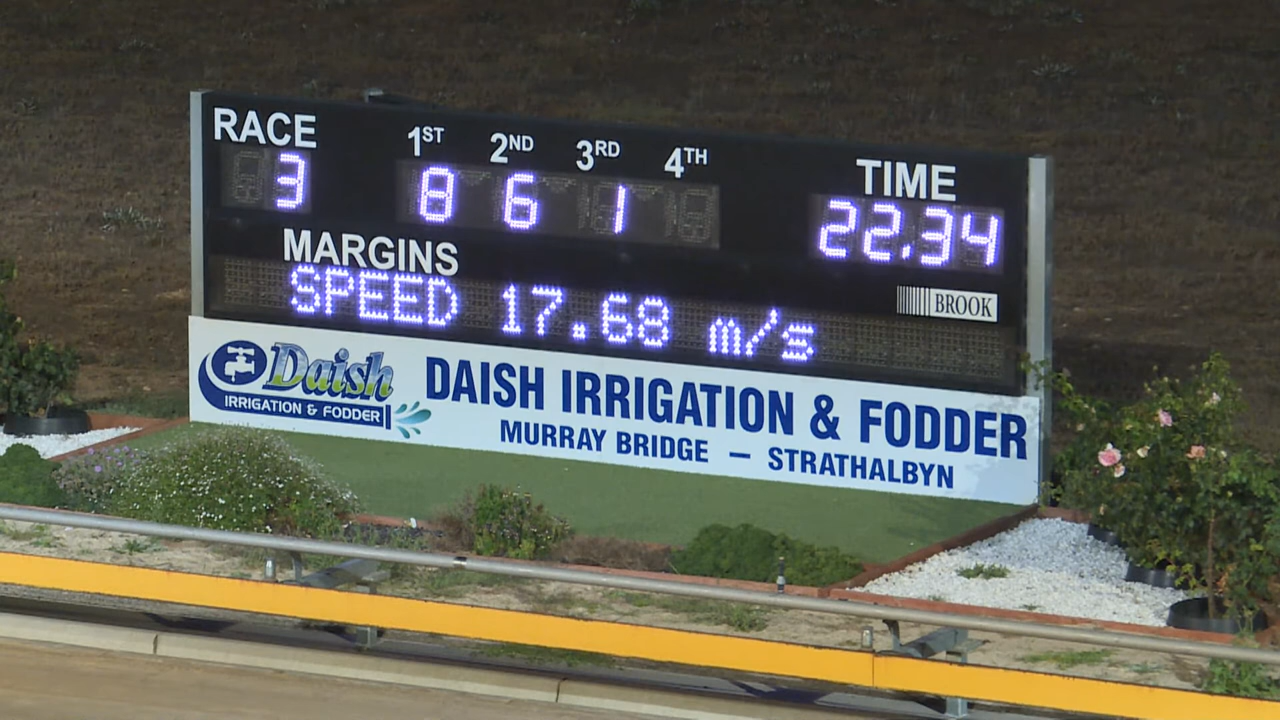 RACE 1ST 2ND 3RD 4TH TIME
3 8 6 1 22.34
MARGINS
SPEED 17.68 m/s
BROOK
Daish
IRRIGATION & FODDER
DAISH IRRIGATION & FODDER
MURRAY BRIDGE – STRATHALBYN